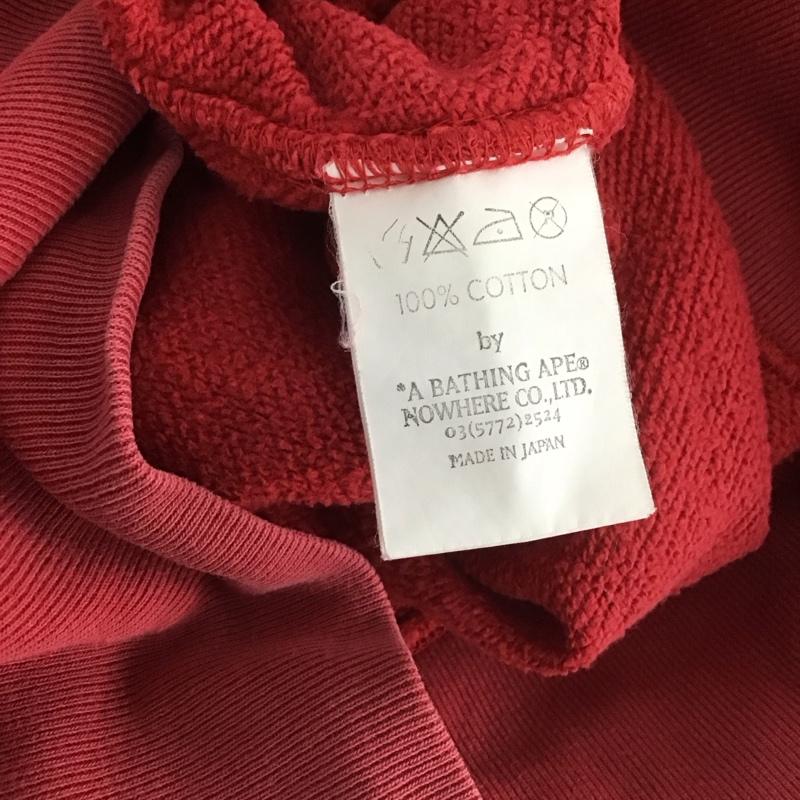 100% COTTON
by
*A BATHING APE®
NOWHERE CO.,LTD.
03(5772)2524
MADE IN JAPAN